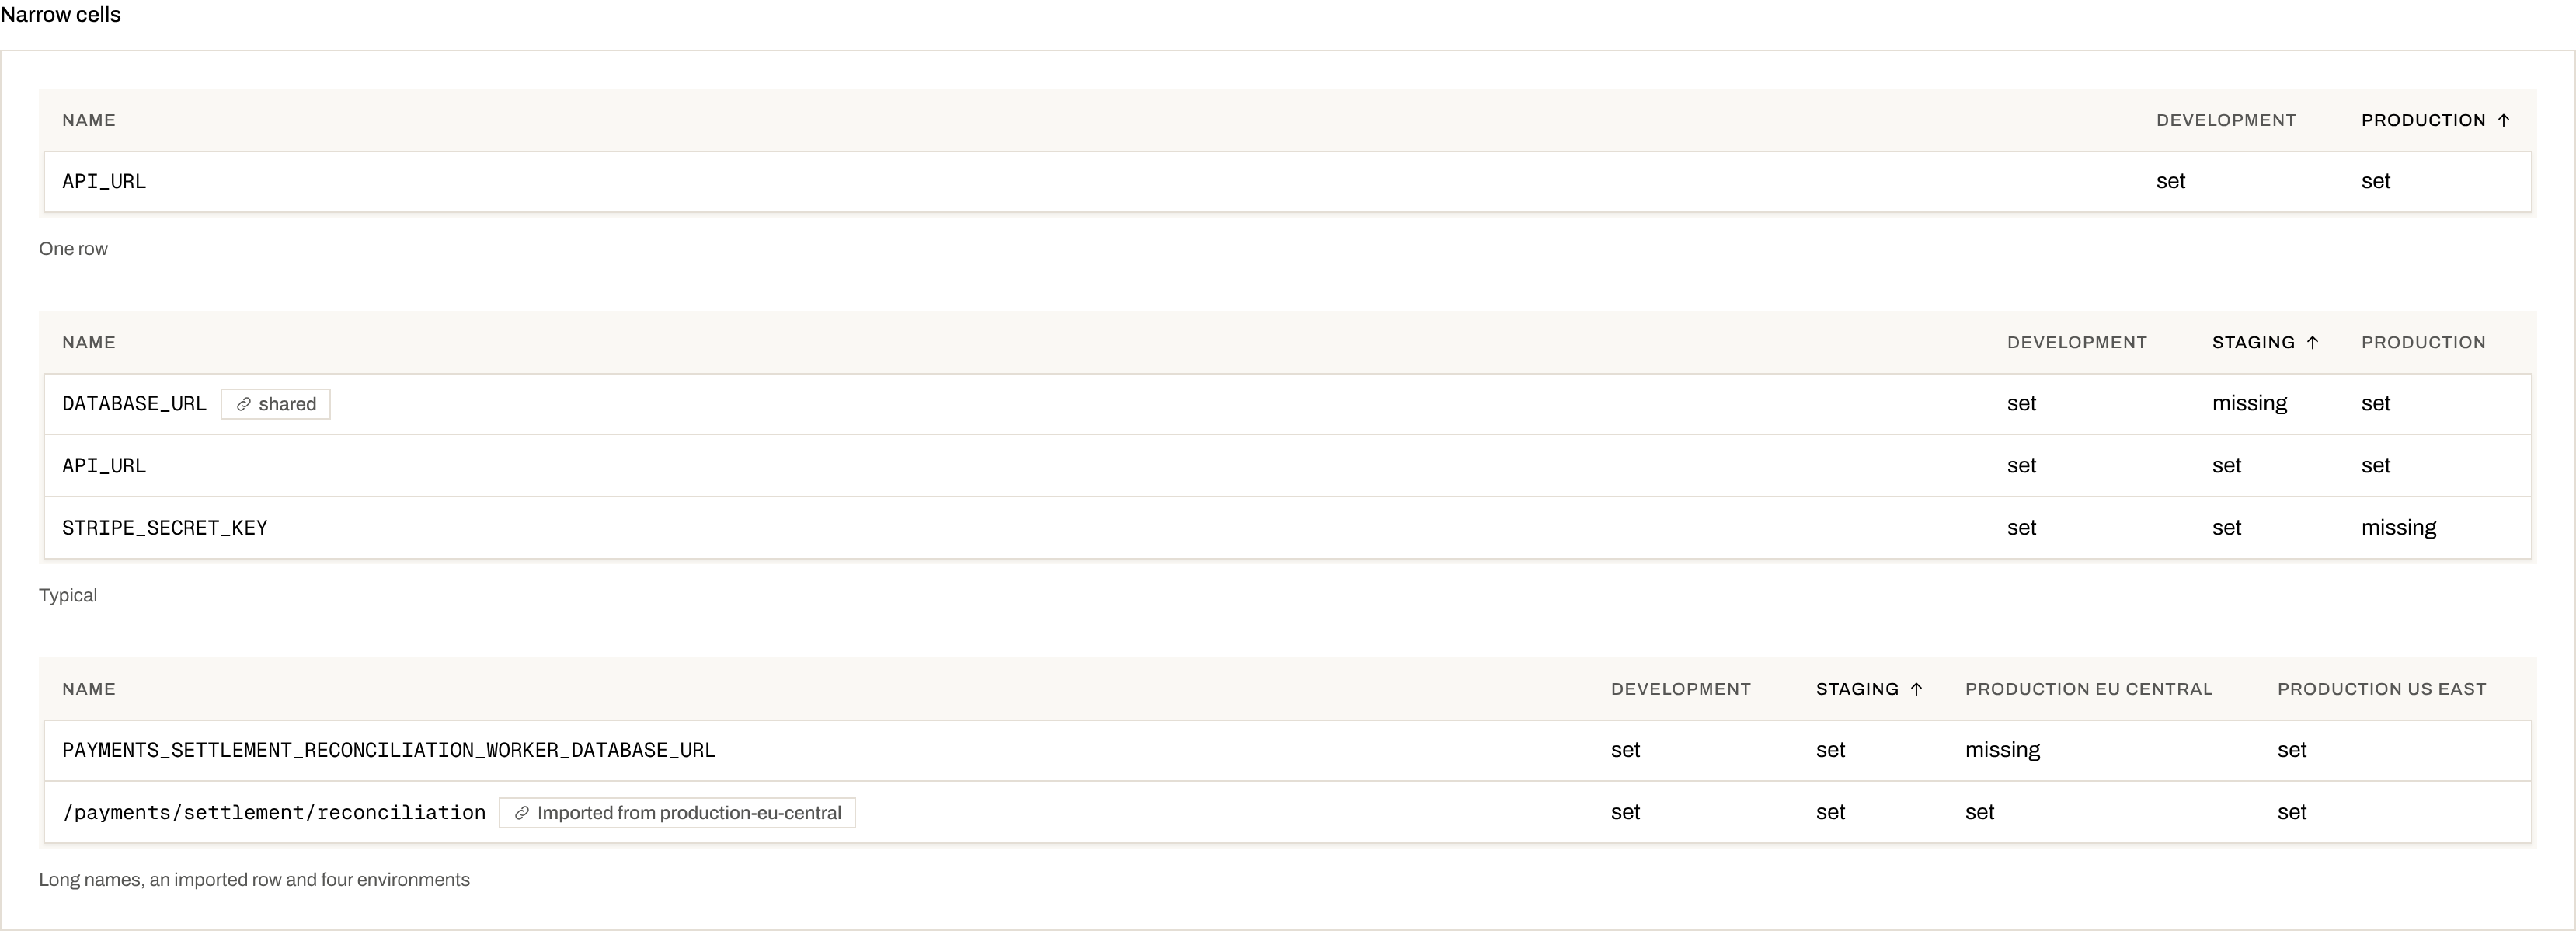 Narrow cells
NAME DEVELOPMENT PRODUCTION ↑
API_URL set set
One row
NAME DEVELOPMENT STAGING ↑ PRODUCTION
DATABASE_URL shared set missing set
API_URL set set set
STRIPE_SECRET_KEY set set missing
Typical
NAME DEVELOPMENT STAGING ↑ PRODUCTION EU CENTRAL PRODUCTION US EAST
PAYMENTS_SETTLEMENT_RECONCILIATION_WORKER_DATABASE_URL set set missing set
/payments/settlement/reconciliation Imported from production-eu-central set set set set
Long names, an imported row and four environments